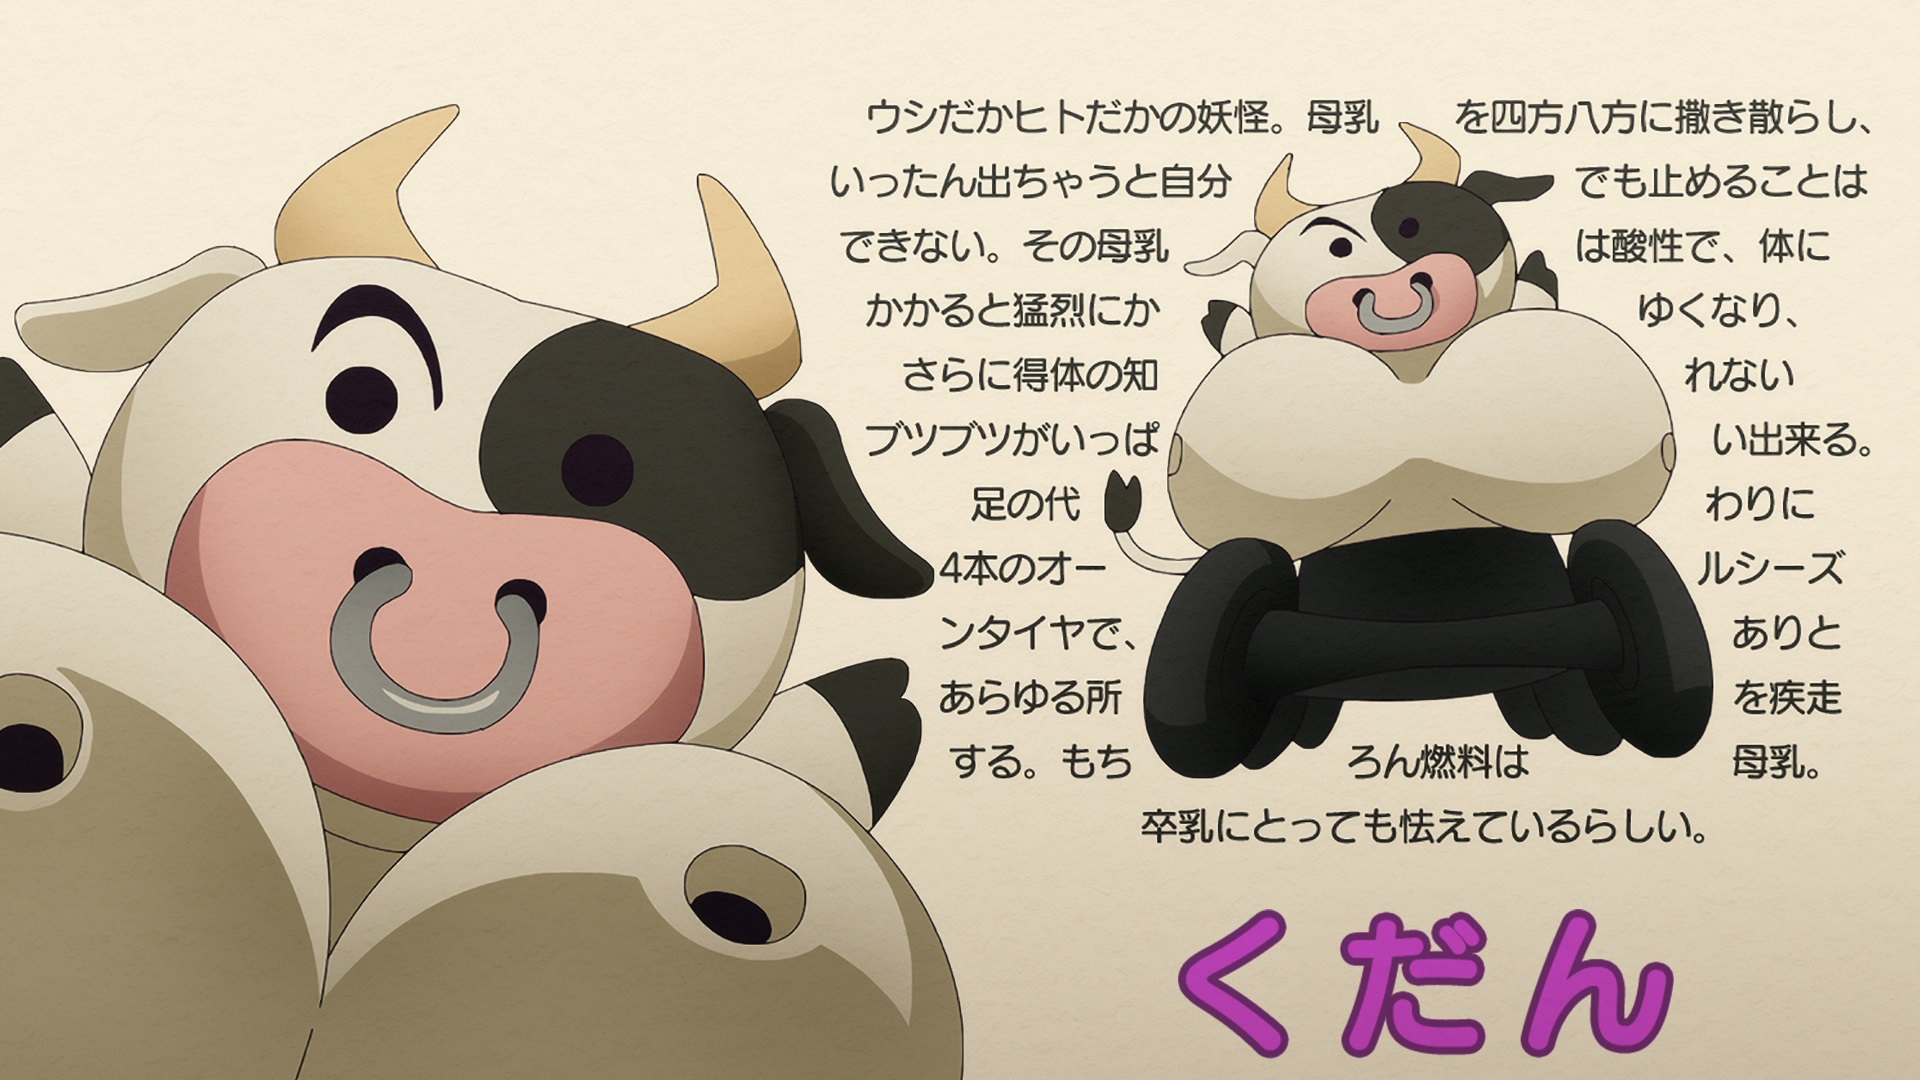 ウシだかヒトだかの妖怪。母乳を四方八方に撒き散らし、
いったん出ちゃうと自分でも止めることは
できない。その母乳は酸性で、体に
かかると猛烈にかゆくなり、
さらに得体の知れない
ブツブツがいっぱい出来る。
足の代わりに
4本のオールシーズ
ンタイヤで、ありと
あらゆる所を疾走
する。もちろん燃料は母乳。
卒乳にとっても怯えているらしい。
くだん